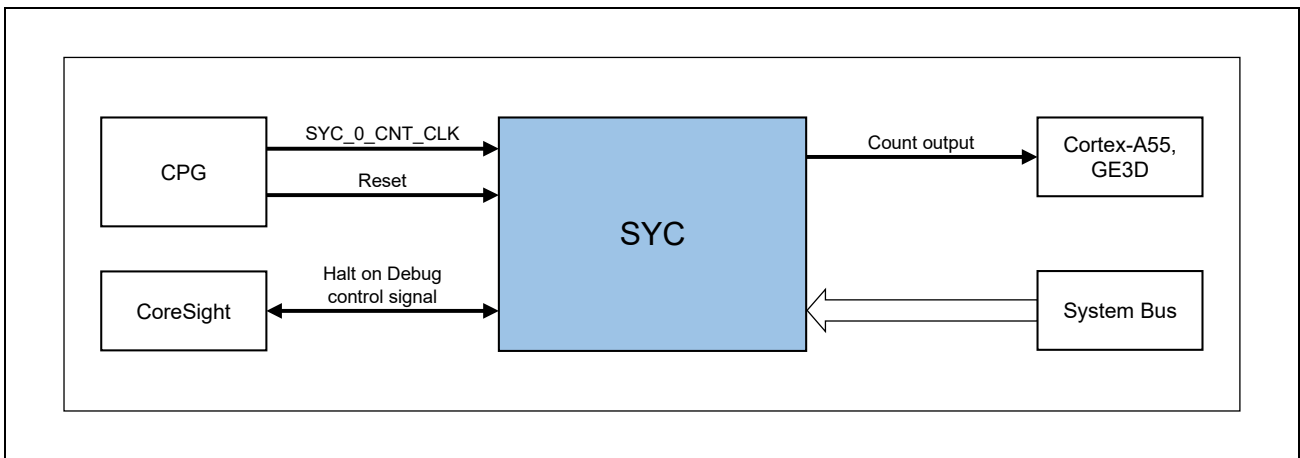 CPG
SYC_0_CNT_CLK
Reset
SYC
Count output
Cortex-A55,
GE3D
CoreSight
Halt on Debug
control signal
System Bus